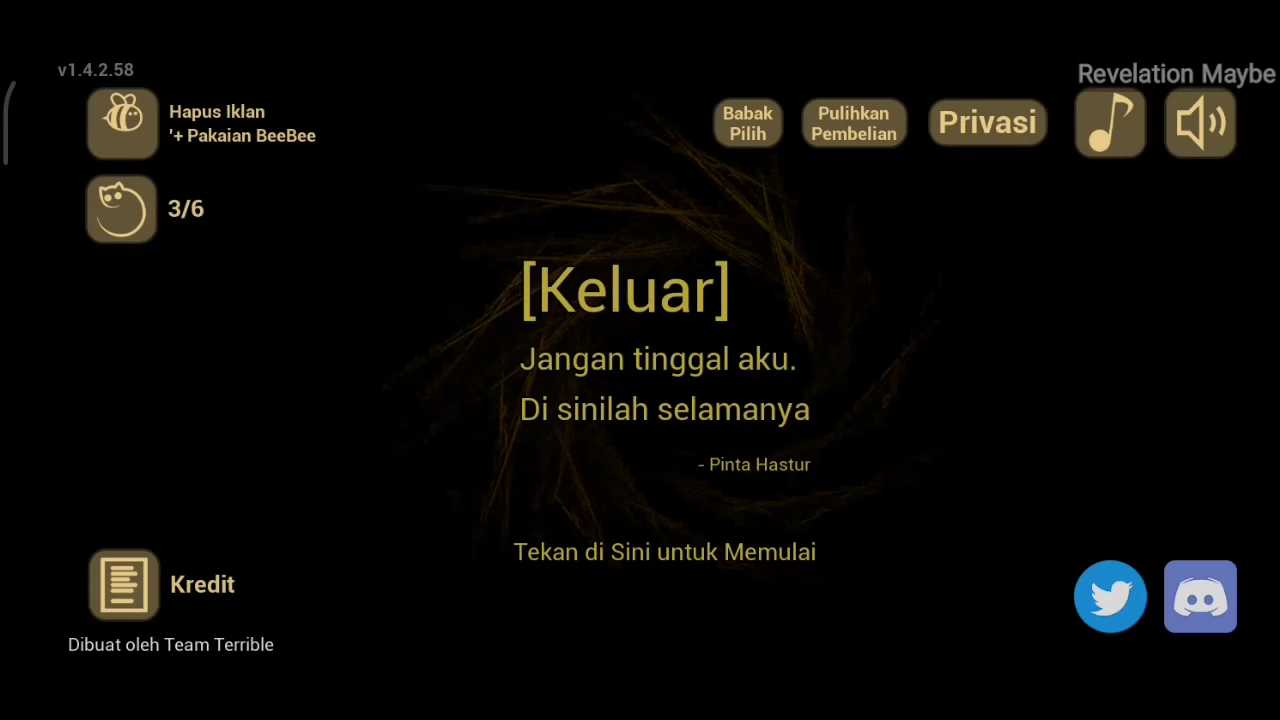 v1.4.2.58
Revelation Maybe
Hapus Iklan
'+ Pakaian BeeBee
Babak
Pilih
Pulihkan
Pembelian
Privasi
3/6
[Keluar]
Jangan tinggal aku.
Di sinilah selamanya
- Pinta Hastur
Tekan di Sini untuk Memulai
Kredit
Dibuat oleh Team Terrible